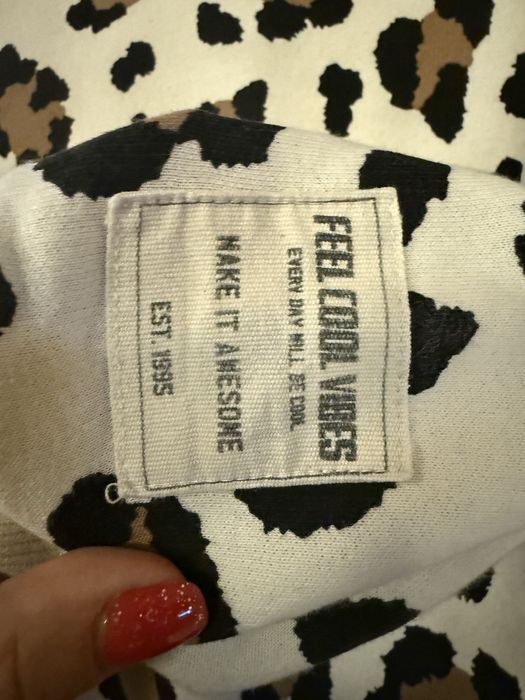 FEEL COOL VIBES
EVERY DAY WILL BE COOL
MAKE IT AWESOME
EST. 1995